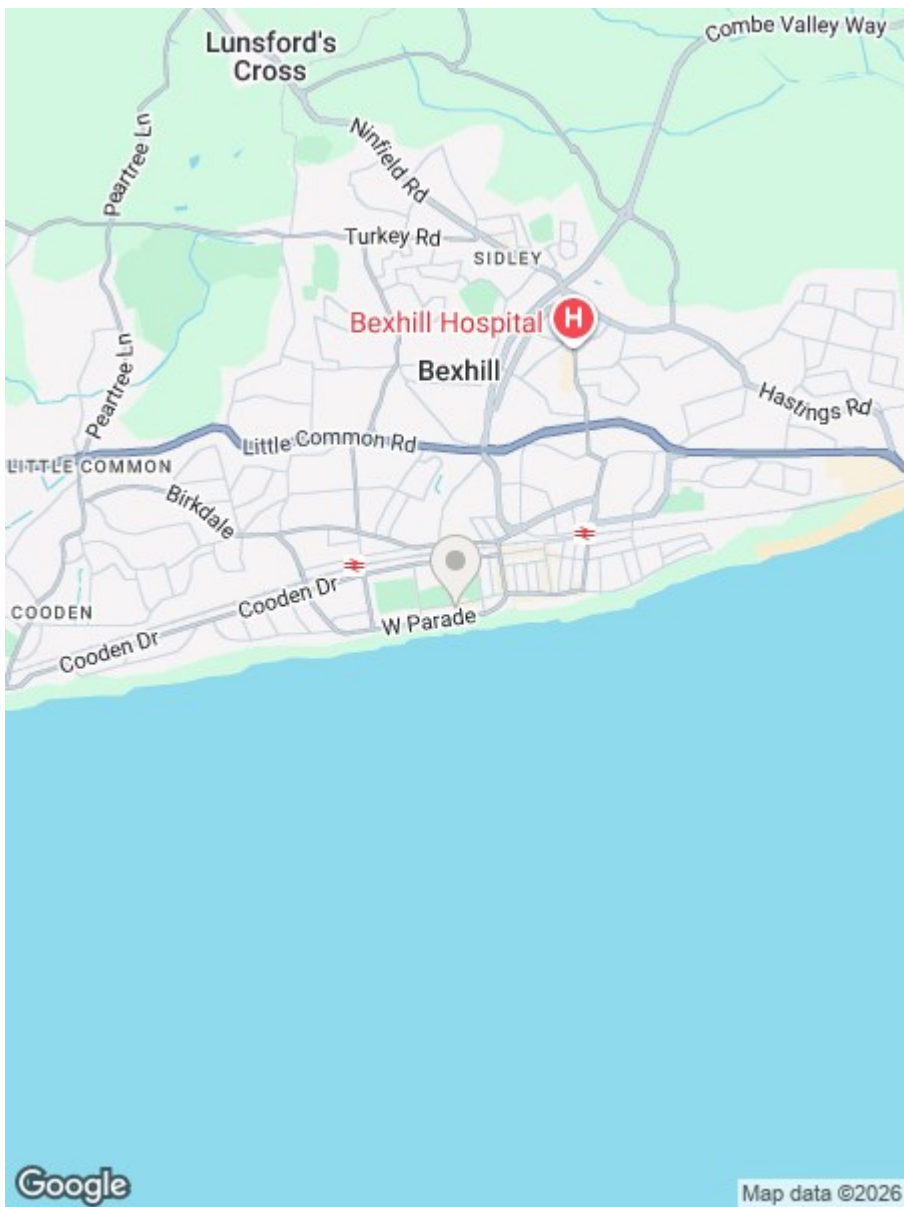 Combe Valley Way
Lunsford's
Cross
Peartree Ln
Ninfield Rd
Turkey Rd
SIDLEY
Bexhill Hospital
H
Bexhill
Peartree Ln
Hastings Rd
Little Common Rd
LITTLE COMMON
Birkdale
Cooden Dr
COODEN
W Parade
Cooden Dr
Google
Map data ©2026